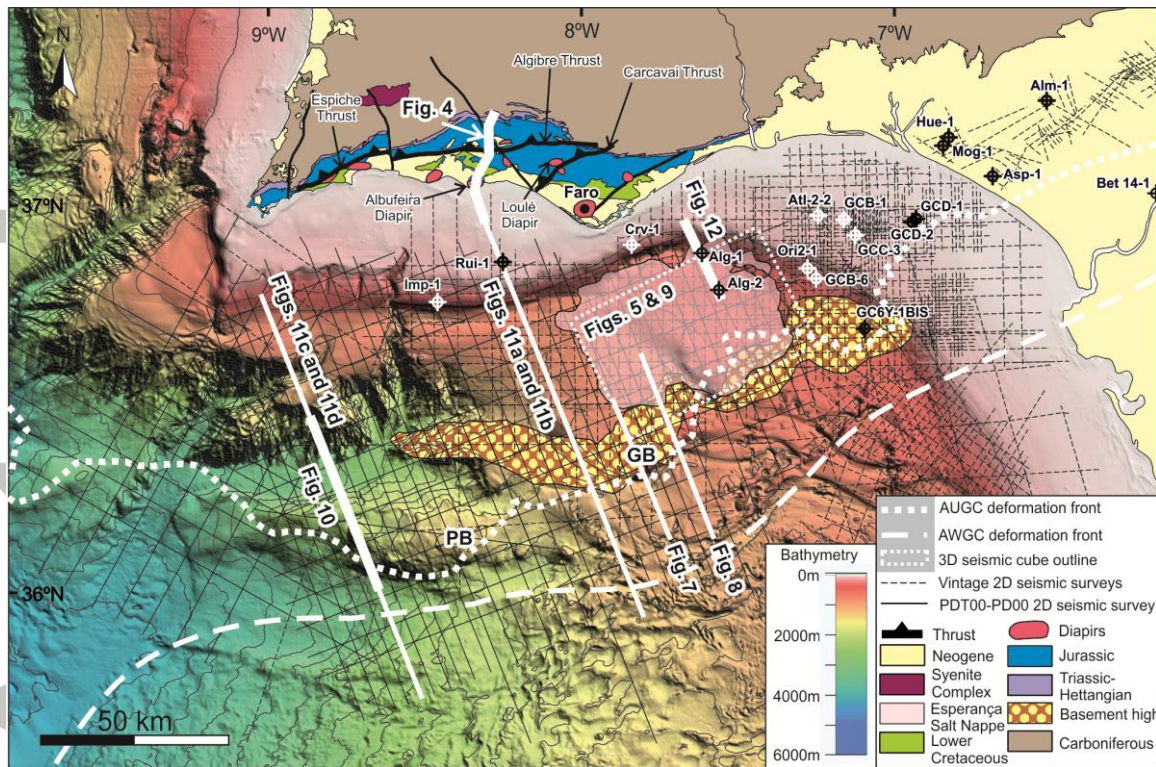 N
9°W
8°W
7°W
Algibre Thrust
Carcavai Thrust
Espiche
Thrust
Fig. 4
Alm-1
Hue-1
Mog-1
Asp-1
Bet 14-1
37°N
Albufeira
Diapir
Loulé
Diapir
Faro
Fig. 12
Atl-2-2
GCB-1
GCD-1
GCD-2
GCC-3
Crv-1
Rui-1
Alg-1
Ori2-1
GCB-6
Imp-1
Alg-2
Figs. 5 & 9
GC6Y-1BIS
Figs. 11c and 11d
Figs. 11a and 11b
Fig. 10
GB
PB
Fig. 7
Fig. 8
36°N
50 km
Bathymetry
0m
2000m
4000m
6000m
AUGC deformation front
AWGC deformation front
3D seismic cube outline
Vintage 2D seismic surveys
PDT00-PD00 2D seismic survey
Thrust
Diapirs
Neogene
Jurassic
Syenite
Complex
Triassic-
Hettangian
Esperança
Salt Nappe
Basement high
Lower
Cretaceous
Carboniferous